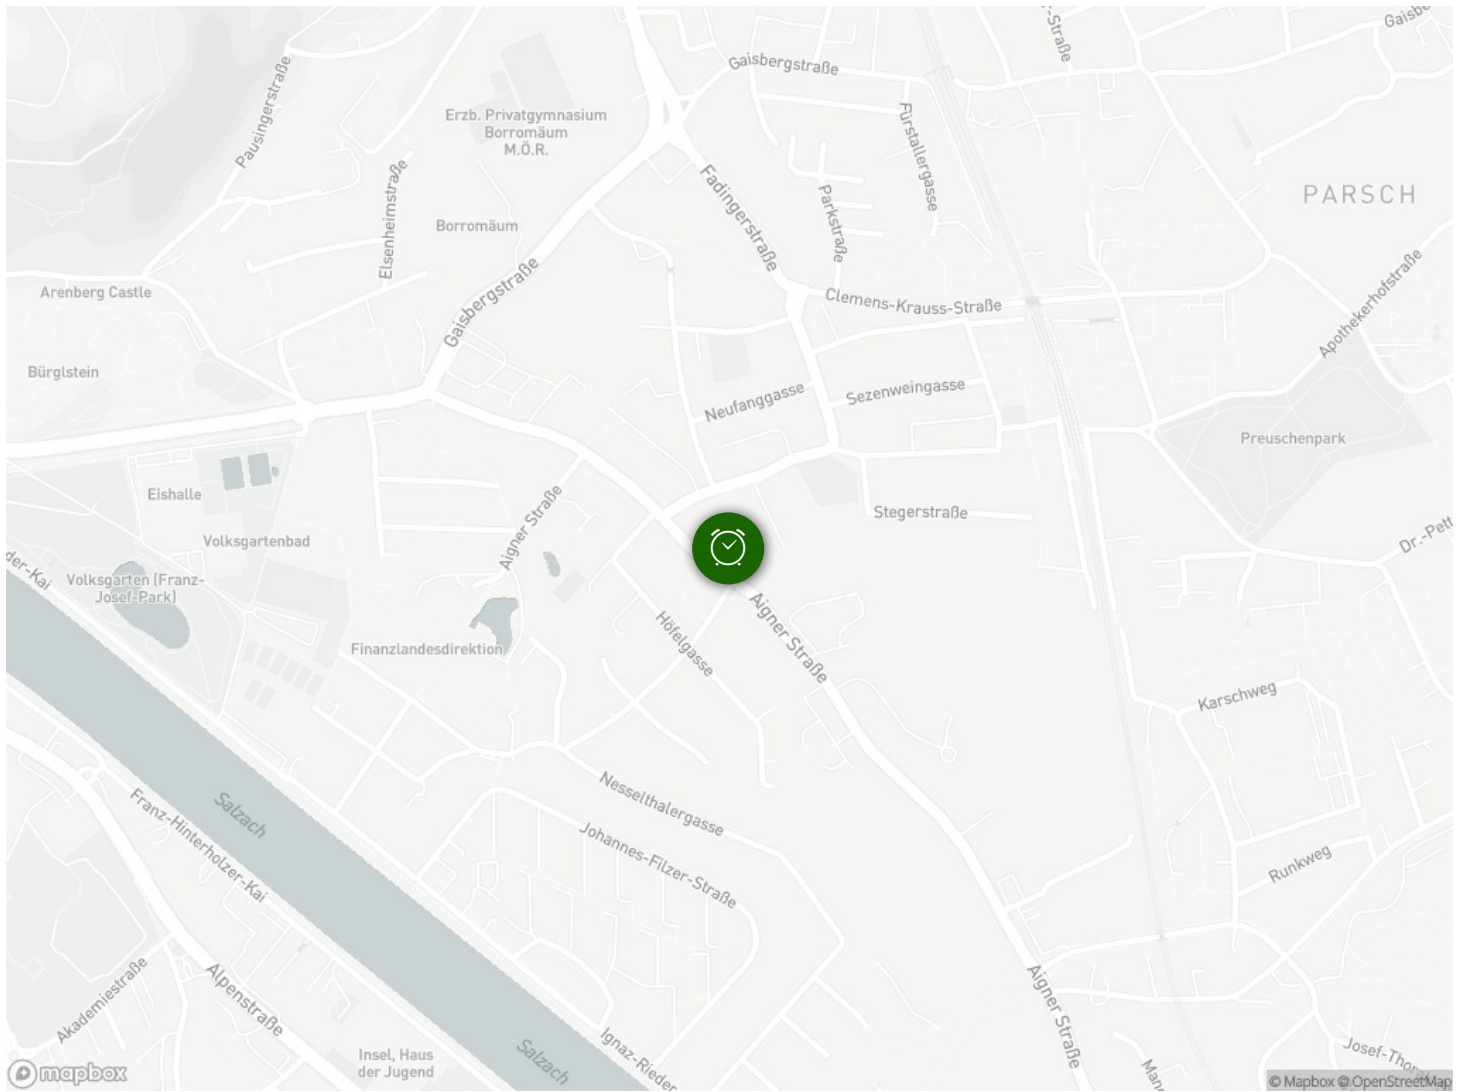 Gaisbergstraße
Pausingerstraße
Erzb. Privatgymnasium
Borromäum
M.Ö.R.
Fürstallergasse
Fadingerstraße
Parkstraße
PARSCH
Elsenheimstraße
Borromäum
Arenberg Castle
Gaisbergstraße
Clemens-Krauss-Straße
Apothekerhofstraße
Bürglstein
Neufanggasse
Sezenweingasse
Preuschenpark
Eishalle
Aigner Straße
Stegerstraße
Volksgartenbad
Volksgarten (Franz-
Josef-Park)
Höfelgasse
Aigner Straße
Finanzlandesdirektion
Karschweg
Salzach
Franz-Hinterholzer-Kai
Nesselthalergasse
Johannes-Filzer-Straße
Runkweg
Akademiestraße
Alpenstraße
Aigner Straße
Insel, Haus
der Jugend
Salzach
Ignaz-Rieder
mapbox
© Mapbox © OpenStreetMap